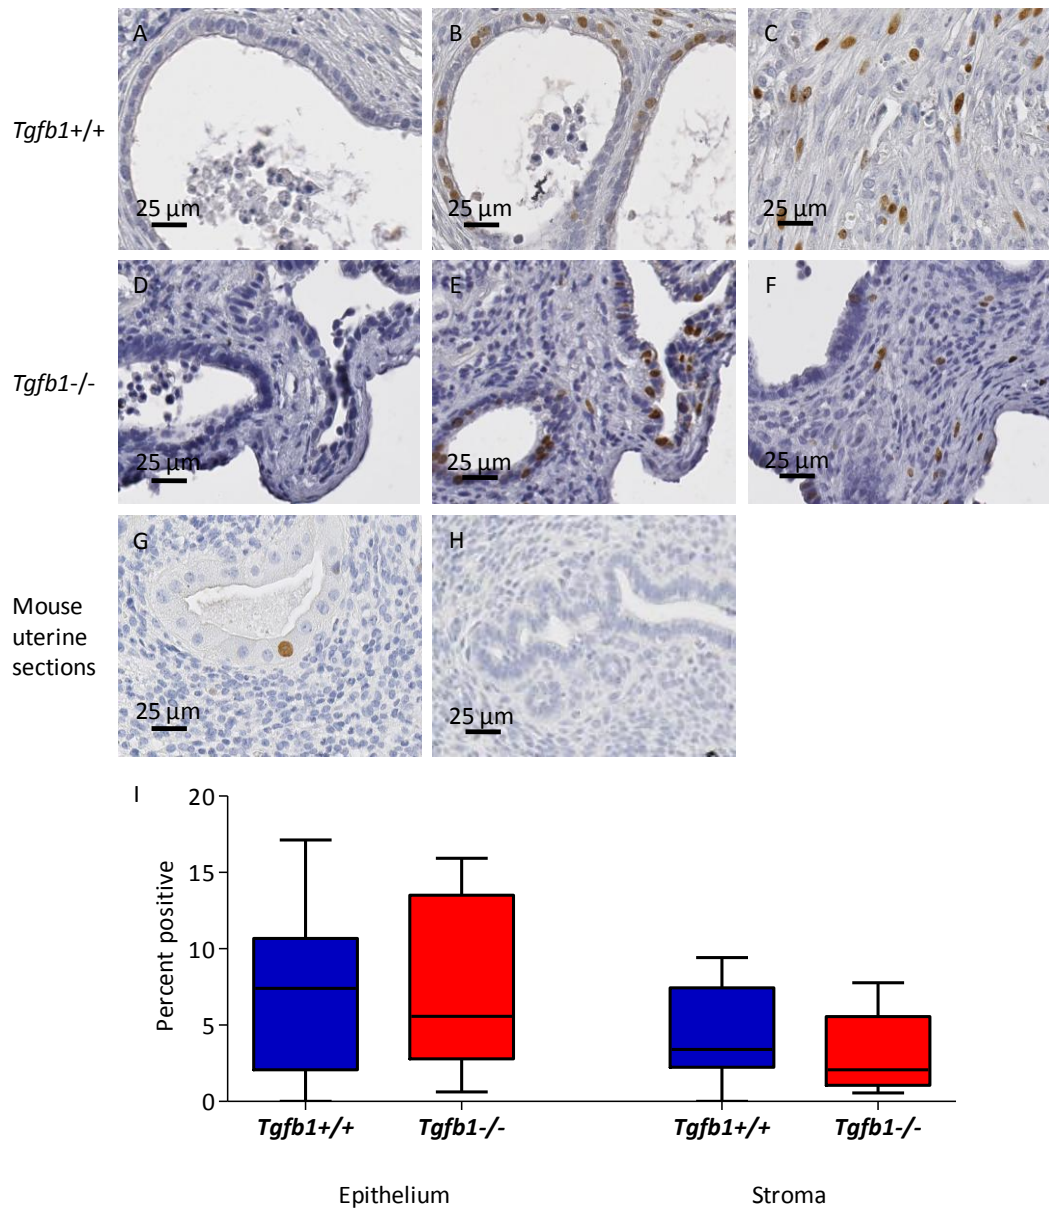 A
B
C
Tgfb1+/+
25 µm
25 µm
25 µm
D
E
F
Tgfb1-/-
25 µm
25 µm
25 µm
G
H
Mouse
uterine
sections
25 µm
25 µm
I
20
15
10
5
0
Percent positive
Tgfb1+/+
Tgfb1-/-
Tgfb1+/+
Tgfb1-/-
Epithelium
Stroma